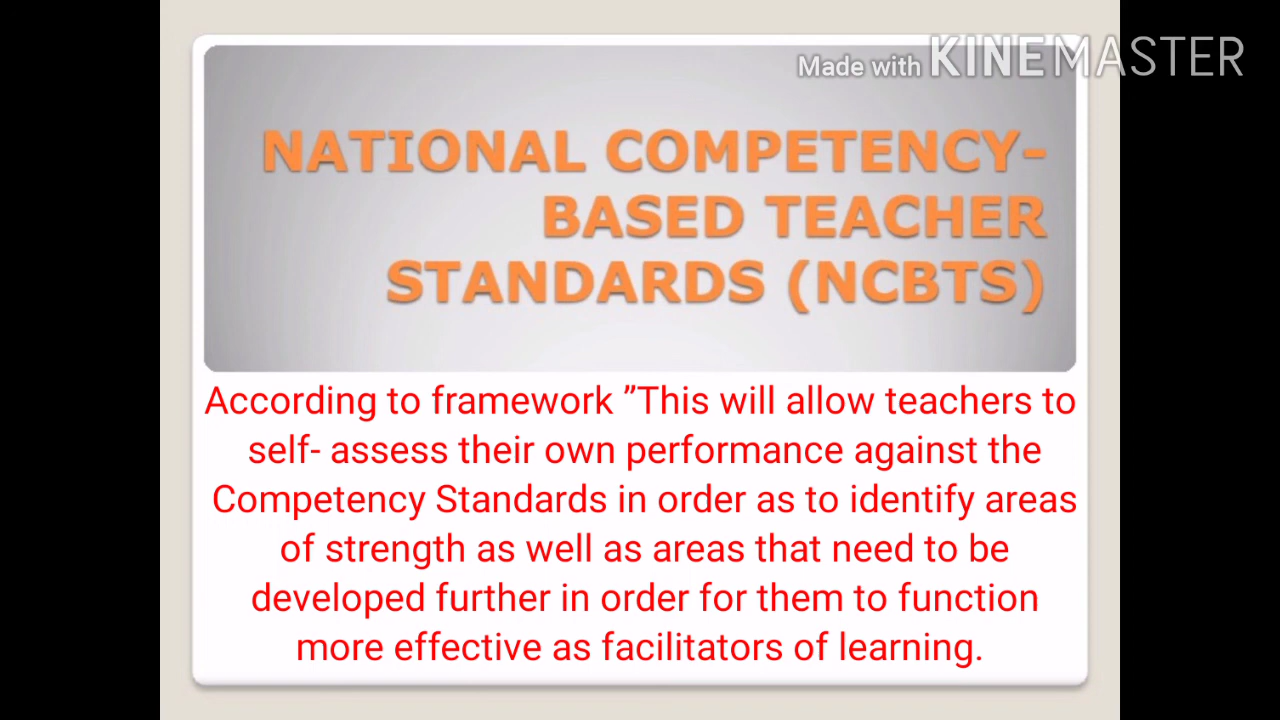 Made with KINEMASTER
NATIONAL COMPETENCY-
BASED TEACHER
STANDARDS (NCBTS)
According to framework ”This will allow teachers to
self- assess their own performance against the
Competency Standards in order as to identify areas
of strength as well as areas that need to be
developed further in order for them to function
more effective as facilitators of learning.